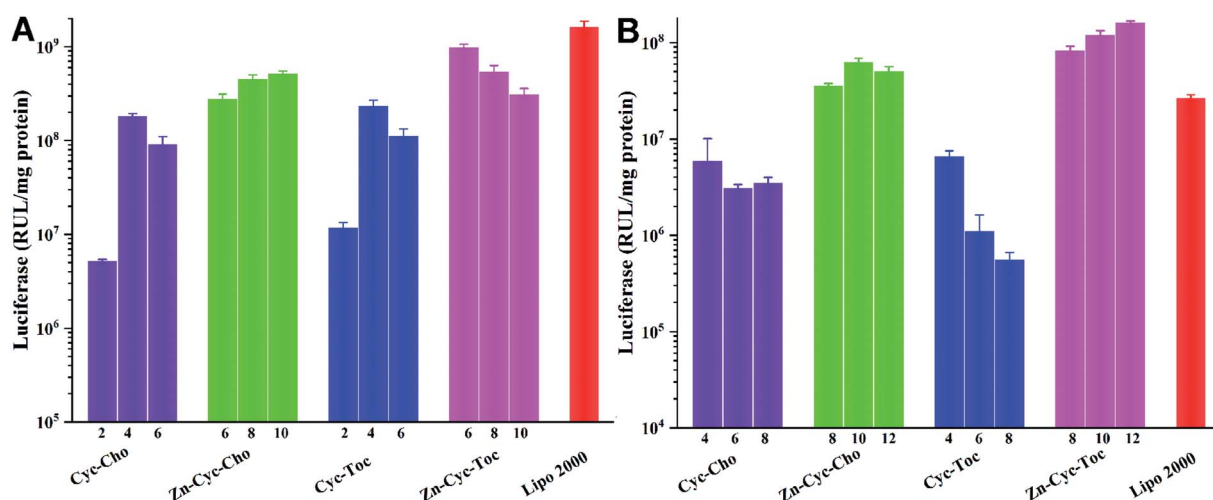 A
Luciferase (RUL/mg protein)
10⁹
10⁸
10⁷
10⁶
10⁵
2 4 6 6 8 10 2 4 6 6 8 10
Cyc-Cho Zn-Cyc-Cho Cyc-Toc Zn-Cyc-Toc Lipo 2000
B
Luciferase (RUL/mg protein)
10⁸
10⁷
10⁶
10⁵
10⁴
4 6 8 8 10 12 4 6 8 8 10 12
Cyc-Cho Zn-Cyc-Cho Cyc-Toc Zn-Cyc-Toc Lipo 2000